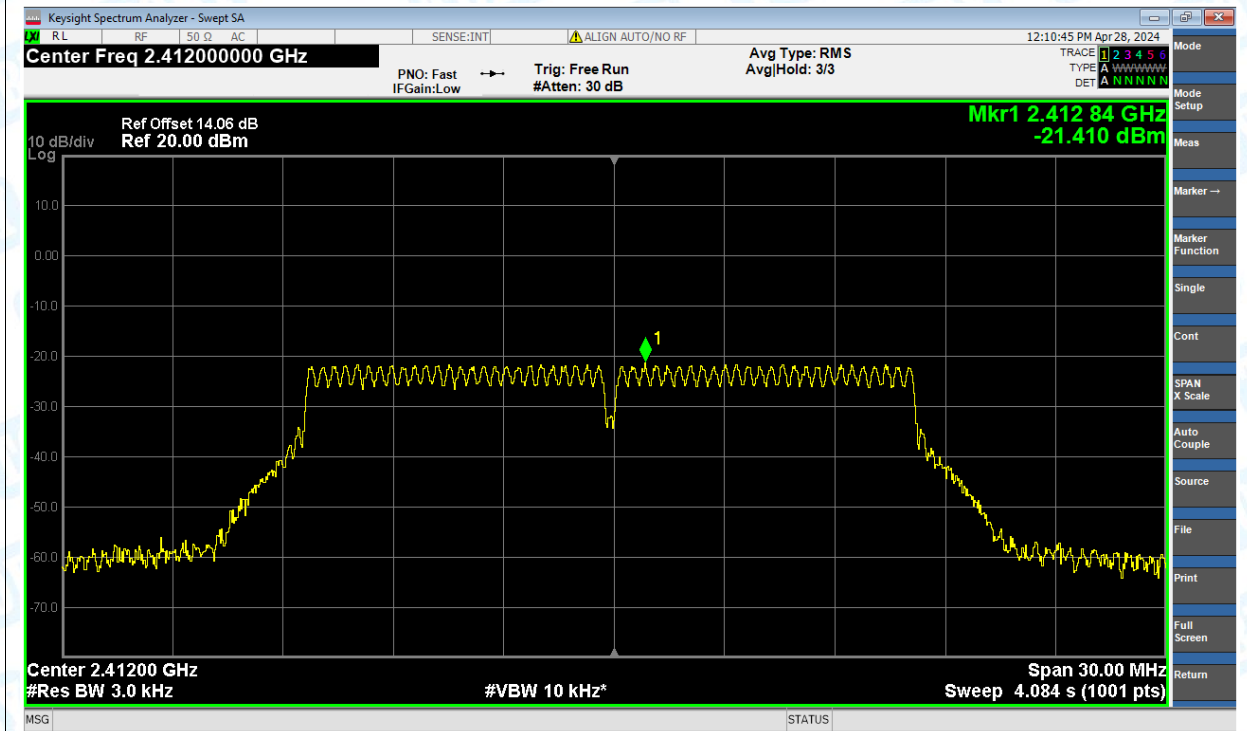 Keysight Spectrum Analyzer - Swept SA
LXI RL RF 50 Ω AC SENSE:INT ALIGN AUTO/NO RF 12:10:45 PM Apr 28, 2024
Center Freq 2.412000000 GHz
PNO: Fast
IFGain:Low
Trig: Free Run
#Atten: 30 dB
Avg Type: RMS
Avg|Hold: 3/3
TRACE 1 2 3 4 5 6
TYPE A WWWWW
DET A N N N N N
Mkr1 2.412 84 GHz
-21.410 dBm
Ref Offset 14.06 dB
10 dB/div Ref 20.00 dBm
Log
10.0
0.00
-10.0
1
-20.0
-30.0
-40.0
-50.0
-60.0
-70.0
Center 2.41200 GHz Span 30.00 MHz
#Res BW 3.0 kHz #VBW 10 kHz* Sweep 4.084 s (1001 pts)
MSG STATUS
Mode
Mode
Setup
Meas
Marker →
Marker
Function
Single
Cont
SPAN
X Scale
Auto
Couple
Source
File
Print
Full
Screen
Return